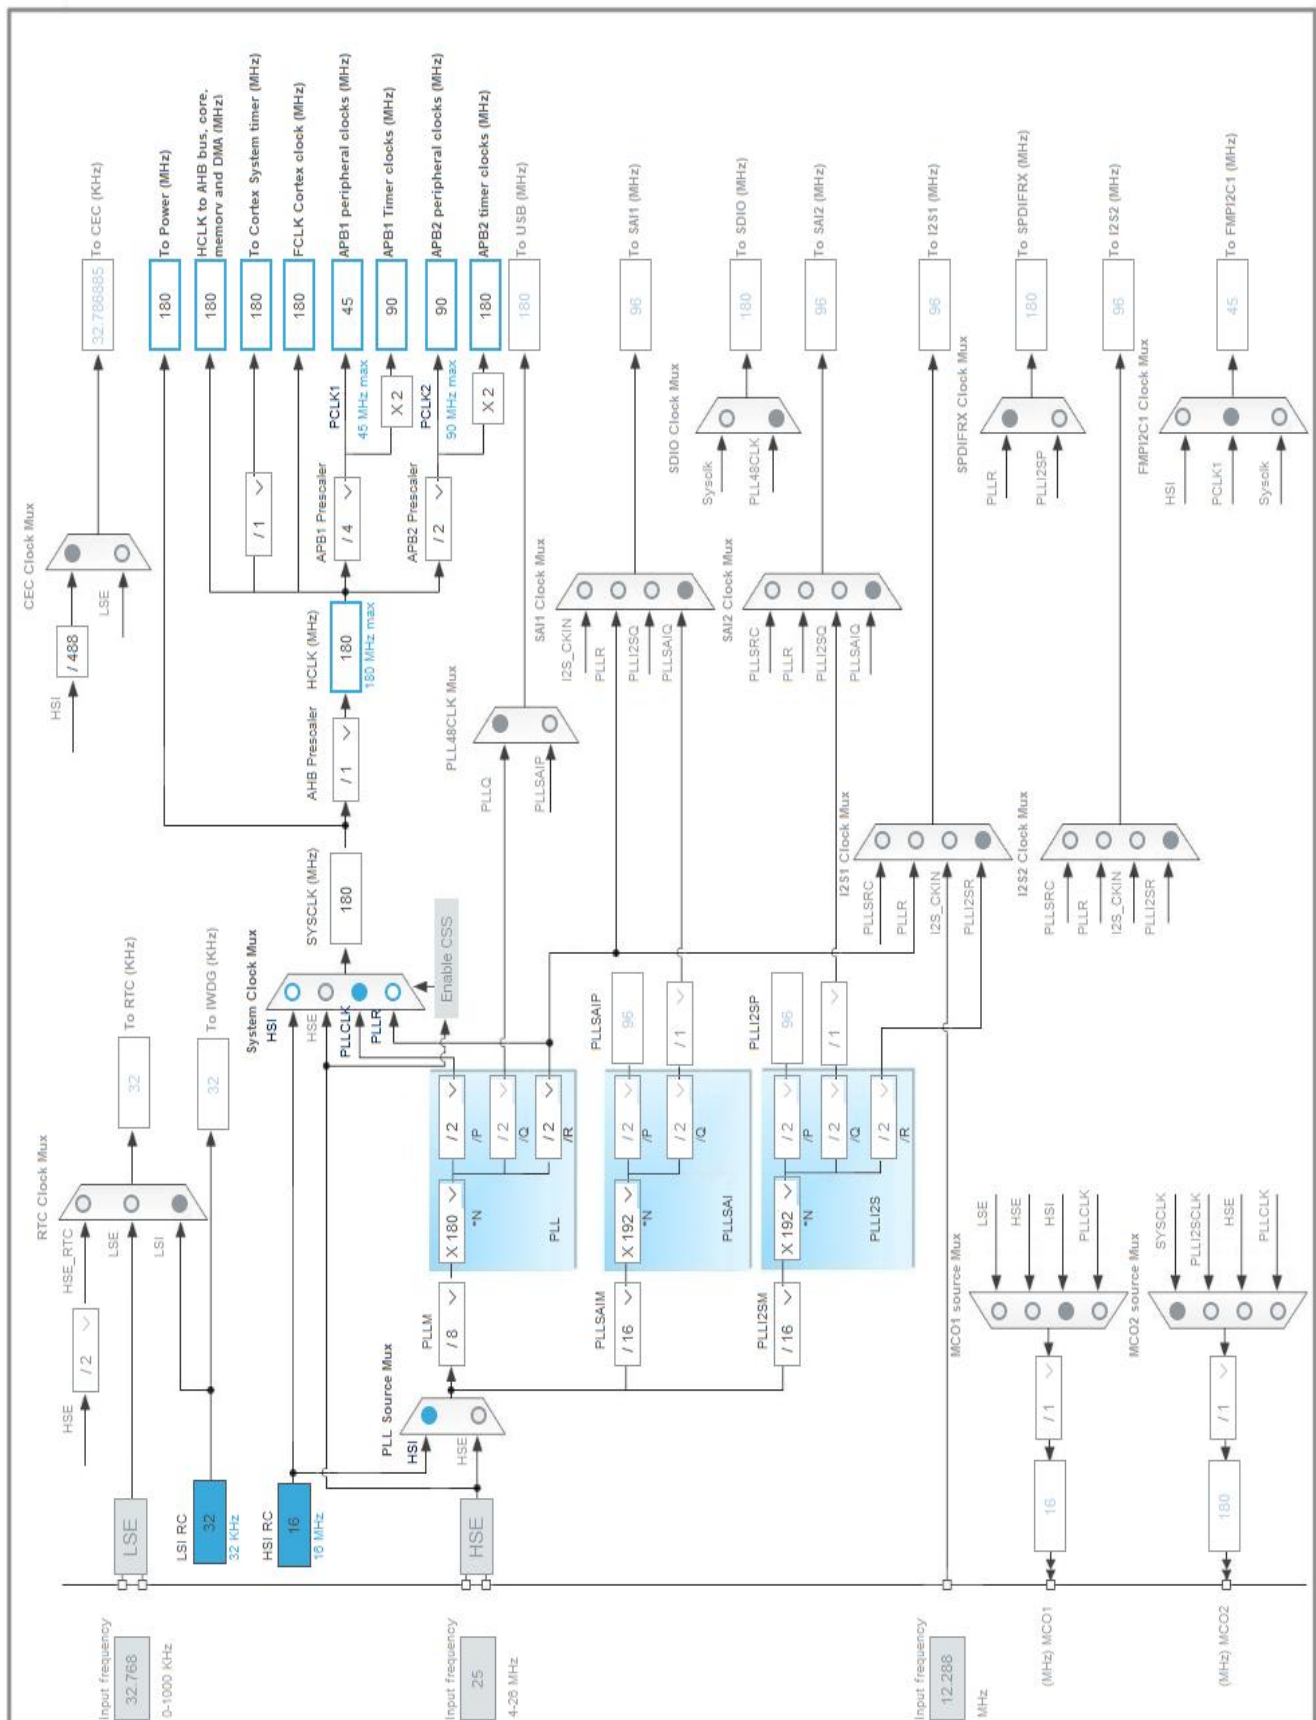 Input frequency
32.768
0-1000 KHz
LSE
HSE
/ 2
HSE_RTC
LSE
LSI
RTC Clock Mux
32
To RTC (KHz)
LSI RC
32
32 KHz
32
To IWDG (KHz)
HSI
/ 488
LSE
CEC Clock Mux
32.786885
To CEC (KHz)
HSI RC
16
16 MHz
System Clock Mux
HSI
HSE
PLLCLK
PLLR
Enable CSS
SYSCLK (MHz)
180
AHB Prescaler
/ 1
HCLK (MHz)
180
180 MHz max
180
To Power (MHz)
180
HCLK to AHB bus, core,
memory and DMA (MHz)
/ 1
180
To Cortex System timer (MHz)
180
FCLK Cortex clock (MHz)
APB1 Prescaler
/ 4
PCLK1
45 MHz max
45
APB1 peripheral clocks (MHz)
X 2
90
APB1 Timer clocks (MHz)
APB2 Prescaler
/ 2
PCLK2
90 MHz max
90
APB2 peripheral clocks (MHz)
X 2
180
APB2 timer clocks (MHz)
Input frequency
25
4-26 MHz
HSE
PLL Source Mux
HSI
HSE
PLLM
/ 8
X 180
*N
/ 2
/P
/ 2
/Q
/ 2
/R
PLL
PLLQ
PLLSAIP
PLL48CLK Mux
180
To USB (MHz)
PLLSAIM
/ 16
X 192
*N
/ 2
/P
/ 2
/Q
PLLSAI
PLLSAIP
96
/ 1
SAI1 Clock Mux
I2S_CKIN
PLLR
PLLI2SQ
PLLSAIQ
96
To SAI1 (MHz)
SDIO Clock Mux
Sysclk
PLL48CLK
180
To SDIO (MHz)
PLLI2SM
/ 16
X 192
*N
/ 2
/P
/ 2
/Q
/ 2
/R
PLLI2S
PLLI2SP
96
/ 1
SAI2 Clock Mux
PLLSRC
PLLR
PLLI2SQ
PLLSAIQ
96
To SAI2 (MHz)
I2S1 Clock Mux
PLLSRC
PLLR
I2S_CKIN
PLLI2SR
96
To I2S1 (MHz)
Input frequency
12.288
MHz
SPDIFRX Clock Mux
PLLR
PLLI2SP
180
To SPDIFRX (MHz)
I2S2 Clock Mux
PLLSRC
PLLR
I2S_CKIN
PLLI2SR
96
To I2S2 (MHz)
FMPI2C1 Clock Mux
HSI
PCLK1
Sysclk
45
To FMPI2C1 (MHz)
MCO1 source Mux
LSE
HSE
HSI
PLLCLK
/ 1
16
(MHz) MCO1
MCO2 source Mux
SYSCLK
PLLI2SCLK
HSE
PLLCLK
/ 1
180
(MHz) MCO2